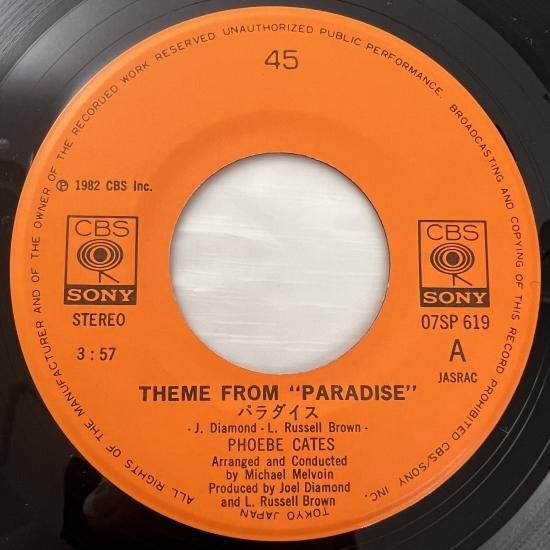 ALL RIGHTS OF THE MANUFACTURER AND OF THE OWNER OF THE RECORDED WORK RESERVED UNAUTHORIZED PUBLIC PERFORMANCE, BROADCASTING AND COPYING OF THIS RECORD PROHIBITED CBS/SONY INC.
TOKYO JAPAN
45
℗ 1982 CBS Inc.
CBS
SONY
STEREO
3:57
CBS
SONY
07SP 619
A
JASRAC
THEME FROM "PARADISE"
パラダイス
- J. Diamond - L. Russell Brown -
PHOEBE CATES
Arranged and Conducted
by Michael Melvoin
Produced by Joel Diamond
and L. Russell Brown